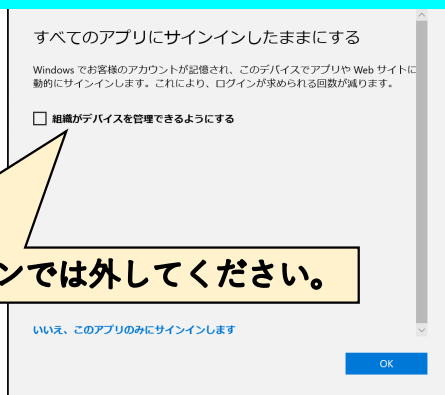 すべてのアプリにサインインしたままにする
Windows でお客様のアカウントが記憶され、このデバイスでアプリや Web サイトに
動的にサインインします。これにより、ログインが求められる回数が減ります。
組織がデバイスを管理できるようにする
ンでは外してください。
いいえ、このアプリのみにサインインします
OK